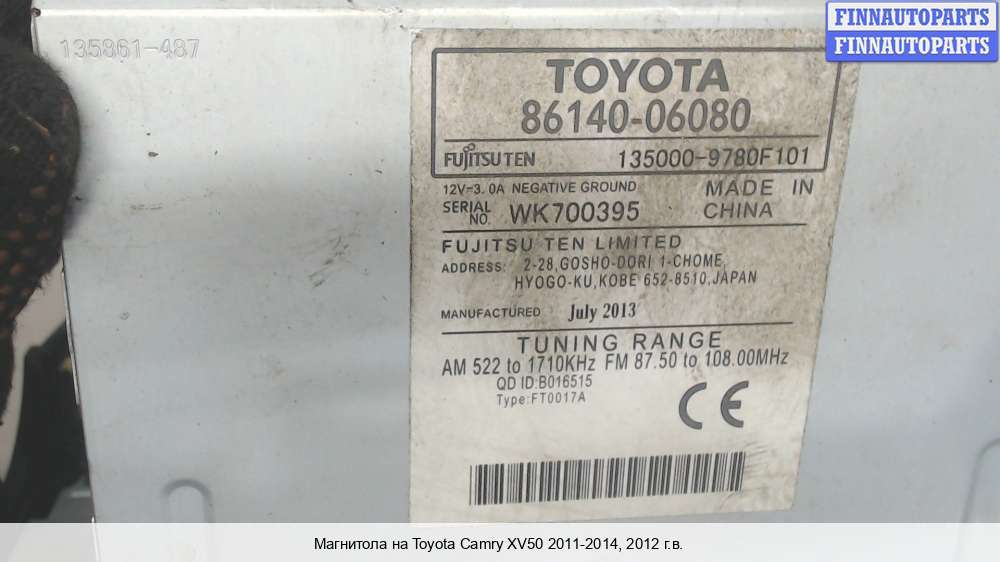 FINNAUTOPARTS
FINNAUTOPARTS
135861-487
TOYOTA
86140-06080
FUJITSU TEN 135000-9780F101
12V-3.0A NEGATIVE GROUND MADE IN
SERIAL NO. WK700395 CHINA
FUJITSU TEN LIMITED
ADDRESS: 2-28,GOSHO-DORI 1-CHOME,
HYOGO-KU,KOBE 652-8510,JAPAN
MANUFACTURED July 2013
TUNING RANGE
AM 522 to 1710KHz FM 87.50 to 108.00MHz
QD ID:B016515
Type:FT0017A
CE
Магнитола на Toyota Camry XV50 2011-2014, 2012 г.в.